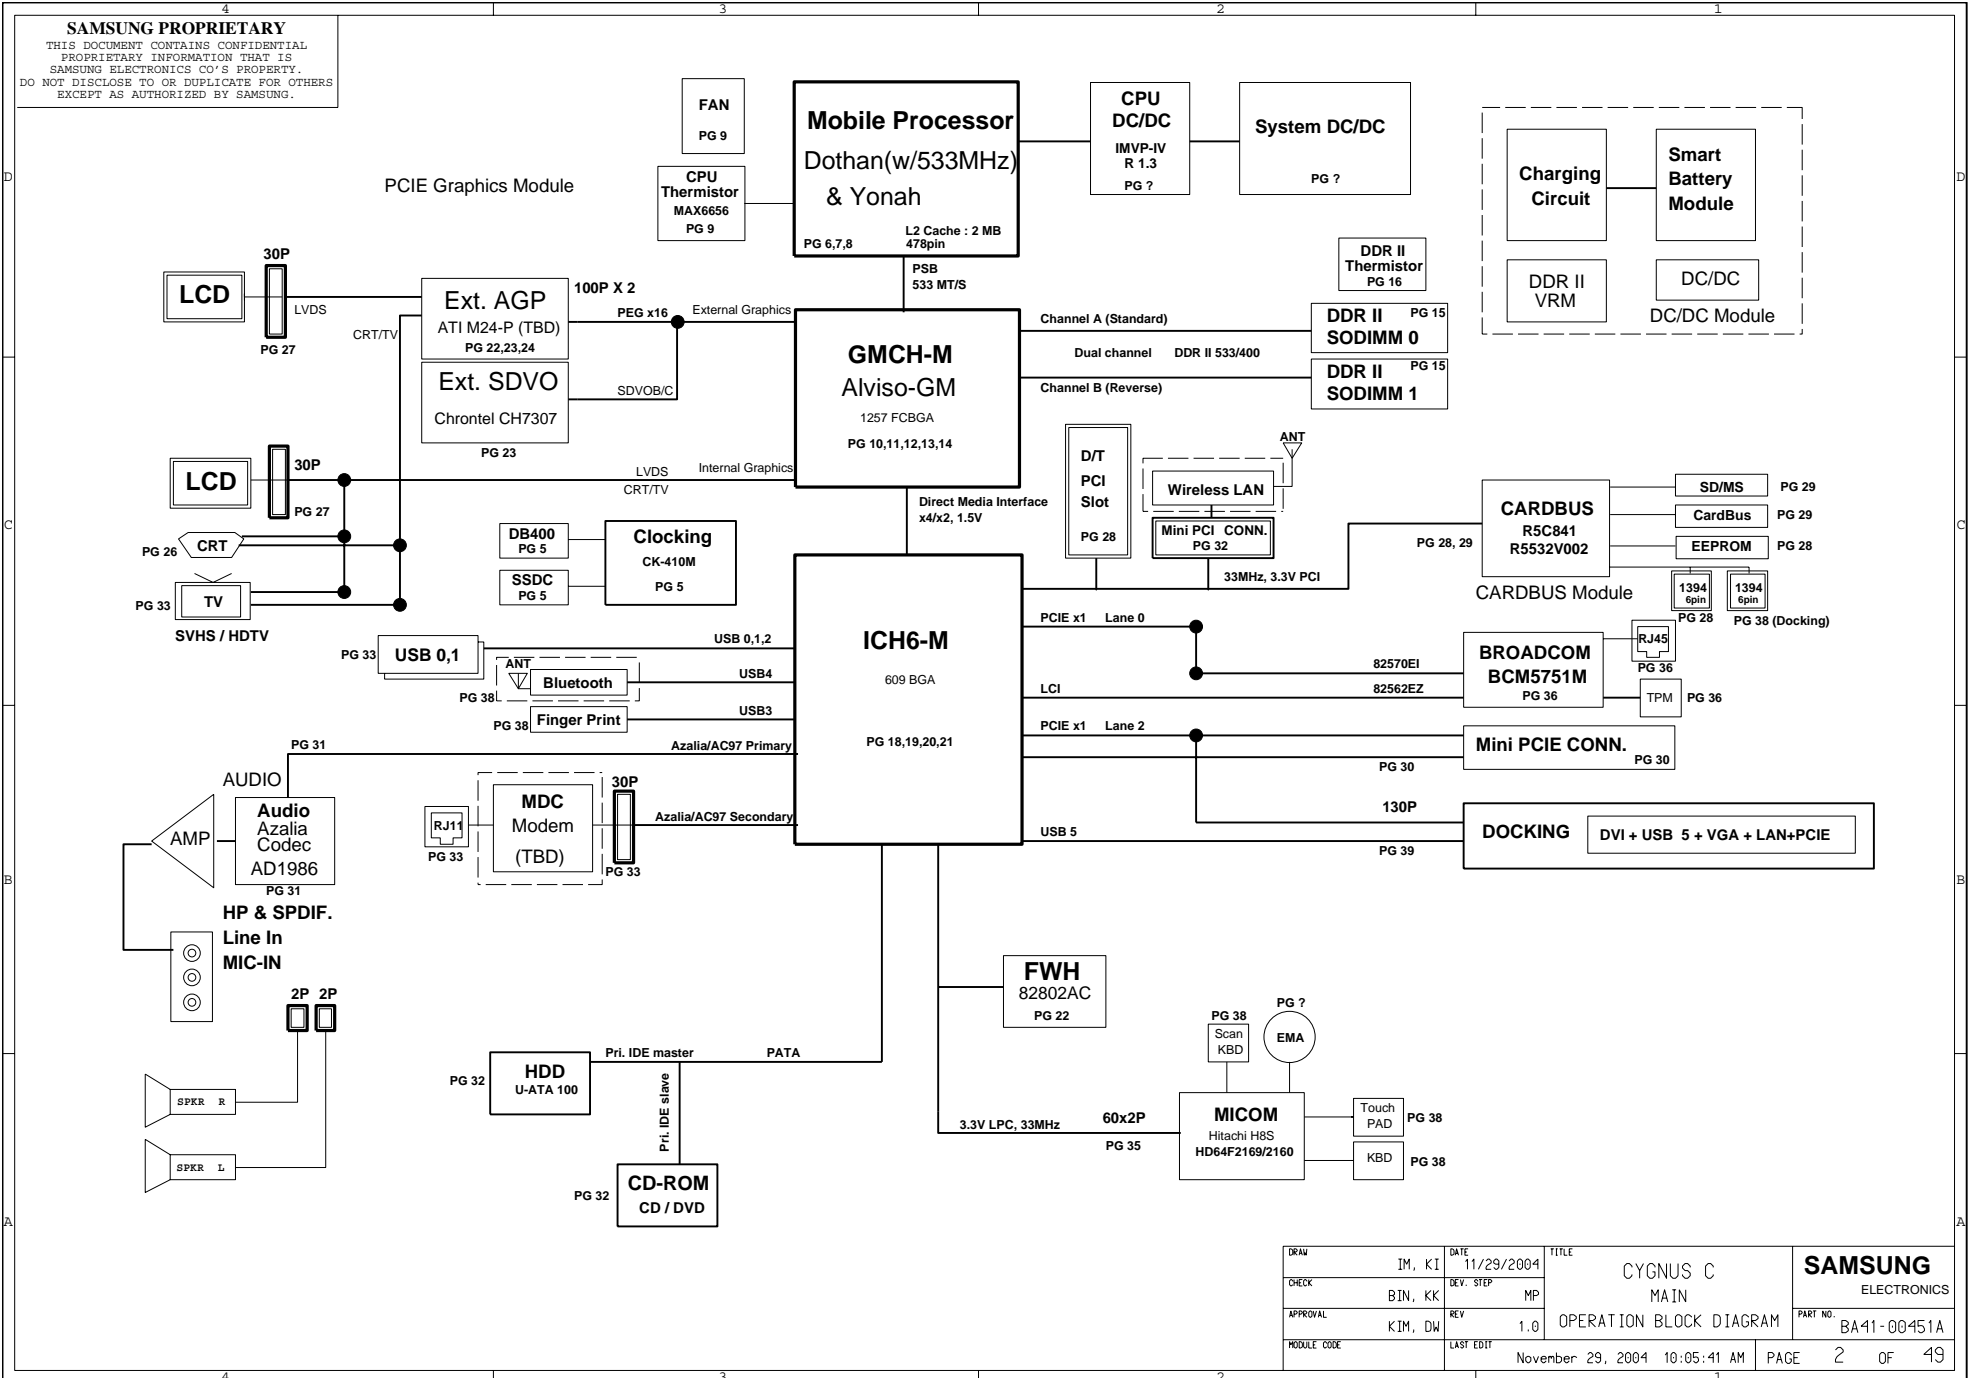 4 3 2 1
SAMSUNG PROPRIETARY
THIS DOCUMENT CONTAINS CONFIDENTIAL
PROPRIETARY INFORMATION THAT IS
SAMSUNG ELECTRONICS CO'S PROPERTY.
DO NOT DISCLOSE TO OR DUPLICATE FOR OTHERS
EXCEPT AS AUTHORIZED BY SAMSUNG.
D
D
C
C
B
B
A
A
FAN
PG 9
CPU
Thermistor
MAX6656
PG 9
Mobile Processor
Dothan(w/533MHz)
& Yonah
L2 Cache : 2 MB
PG 6,7,8 478pin
CPU
DC/DC
IMVP-IV
R 1.3
PG ?
System DC/DC
PG ?
Charging
Circuit
Smart
Battery
Module
DDR II
VRM
DC/DC
DC/DC Module
PCIE Graphics Module
PSB
533 MT/S
DDR II
Thermistor
PG 16
30P
LCD
LVDS
PG 27
CRT/TV
Ext. AGP
ATI M24-P (TBD)
PG 22,23,24
100P X 2
PEG x16
External Graphics
Ext. SDVO
Chrontel CH7307
PG 23
SDVOB/C
GMCH-M
Alviso-GM
1257 FCBGA
PG 10,11,12,13,14
Channel A (Standard)
Dual channel DDR II 533/400
Channel B (Reverse)
DDR II PG 15
SODIMM 0
DDR II PG 15
SODIMM 1
LCD
30P
PG 27
LVDS
CRT/TV
Internal Graphics
Direct Media Interface
x4/x2, 1.5V
D/T
PCI
Slot
PG 28
ANT
Wireless LAN
Mini PCI CONN.
PG 32
33MHz, 3.3V PCI
PG 28, 29
CARDBUS
R5C841
R5532V002
CARDBUS Module
SD/MS PG 29
CardBus PG 29
EEPROM PG 28
1394
6pin
PG 28
1394
6pin
PG 38 (Docking)
PG 26 CRT
PG 33 TV
SVHS / HDTV
DB400
PG 5
SSDC
PG 5
Clocking
CK-410M
PG 5
ICH6-M
609 BGA
PG 18,19,20,21
PG 33 USB 0,1
USB 0,1,2
ANT
Bluetooth
PG 38
USB4
PG 38 Finger Print
USB3
PCIE x1 Lane 0
82570EI
LCI
82562EZ
BROADCOM
BCM5751M
PG 36
RJ45
PG 36
TPM PG 36
PCIE x1 Lane 2
Mini PCIE CONN.
PG 30
PG 30
130P
USB 5
PG 39
DOCKING
DVI + USB 5 + VGA + LAN+PCIE
PG 31
Azalia/AC97 Primary
AUDIO
AMP
Audio
Azalia
Codec
AD1986
PG 31
HP & SPDIF.
Line In
MIC-IN
RJ11
PG 33
MDC
Modem
(TBD)
30P
PG 33
Azalia/AC97 Secondary
2P 2P
SPKR R
SPKR L
PG 32
HDD
U-ATA 100
Pri. IDE master
PATA
Pri. IDE slave
PG 32
CD-ROM
CD / DVD
FWH
82802AC
PG 22
3.3V LPC, 33MHz
60x2P
PG 35
PG 38
Scan
KBD
PG ?
EMA
MICOM
Hitachi H8S
HD64F2169/2160
Touch
PAD
PG 38
KBD PG 38
DRAW IM, KI
DATE 11/29/2004
TITLE
CYGNUS C
MAIN
OPERATION BLOCK DIAGRAM
SAMSUNG
ELECTRONICS
CHECK BIN, KK
DEV. STEP MP
APPROVAL KIM, DW
REV 1.0
PART NO. BA41-00451A
MODULE CODE
LAST EDIT November 29, 2004 10:05:41 AM
PAGE 2 OF 49
4 3 2 1